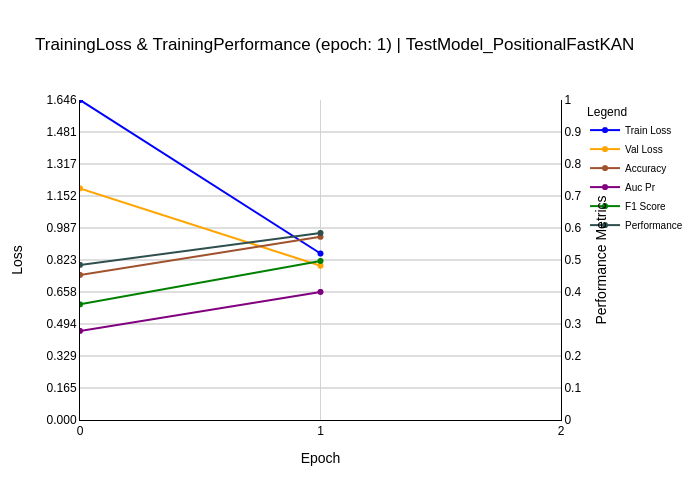 TrainingLoss & TrainingPerformance (epoch: 1) | TestModel_PositionalFastKAN
1.646
1.481
1.317
1.152
0.987
0.823
0.658
0.494
0.329
0.165
0.000
Loss
0
1
2
Epoch
1
0.9
0.8
0.7
0.6
0.5
0.4
0.3
0.2
0.1
0
Performance Metrics
Legend
Train Loss
Val Loss
Accuracy
Auc Pr
F1 Score
Performance